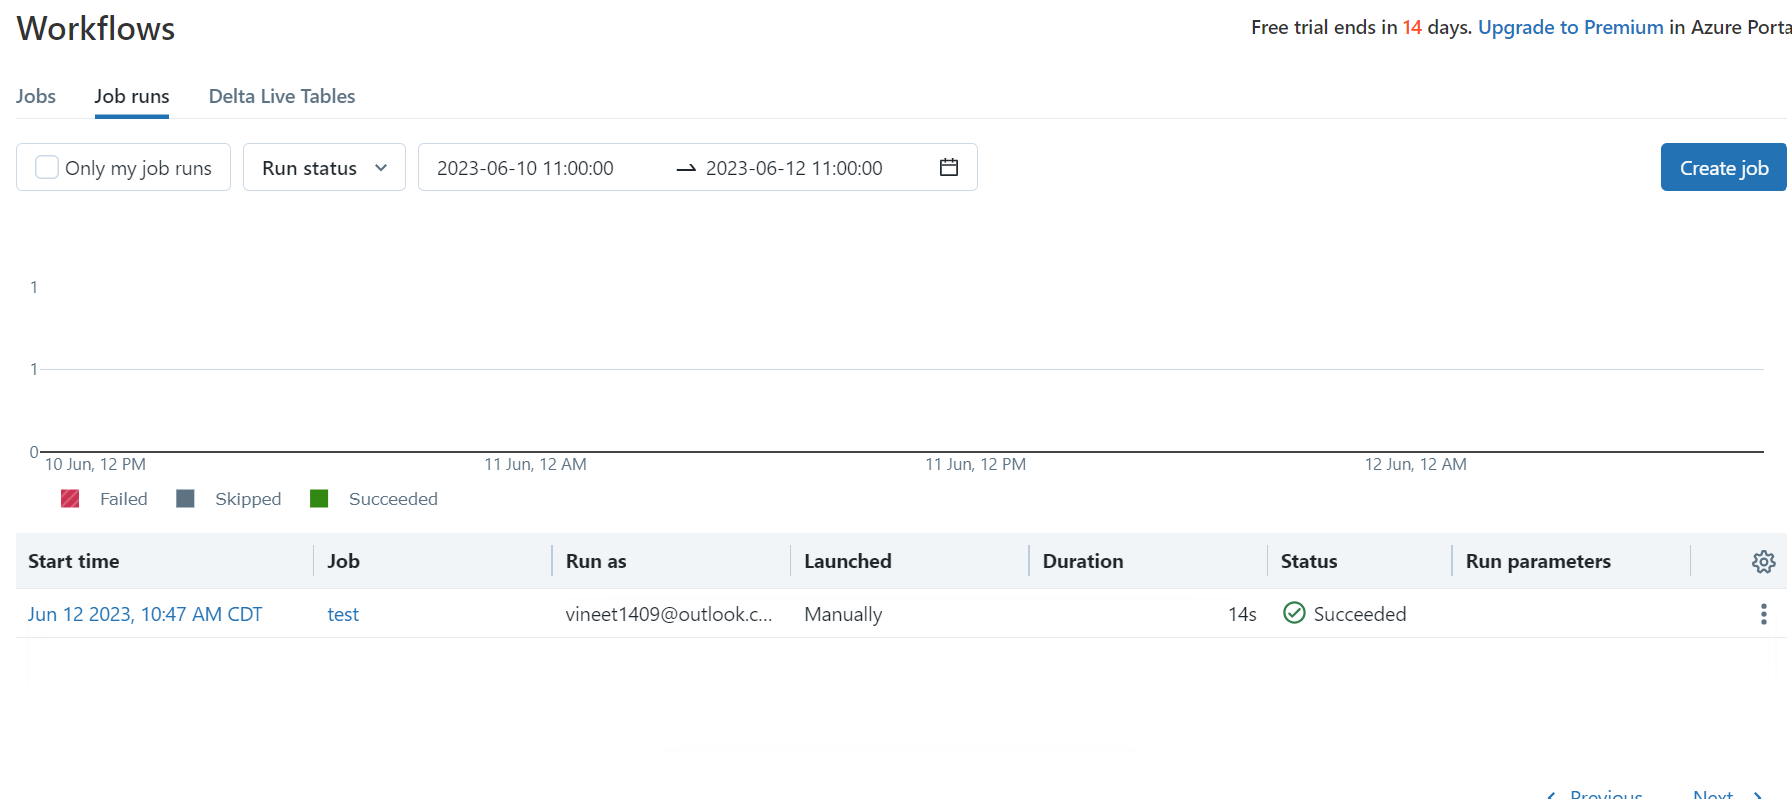 Workflows
Free trial ends in 14 days. Upgrade to Premium in Azure Porta
Jobs Job runs Delta Live Tables
Only my job runs Run status 2023-06-10 11:00:00 → 2023-06-12 11:00:00 Create job
1
1
0
10 Jun, 12 PM 11 Jun, 12 AM 11 Jun, 12 PM 12 Jun, 12 AM
Failed Skipped Succeeded
Start time Job Run as Launched Duration Status Run parameters
Jun 12 2023, 10:47 AM CDT test vineet1409@outlook.c... Manually 14s Succeeded
Previous Next